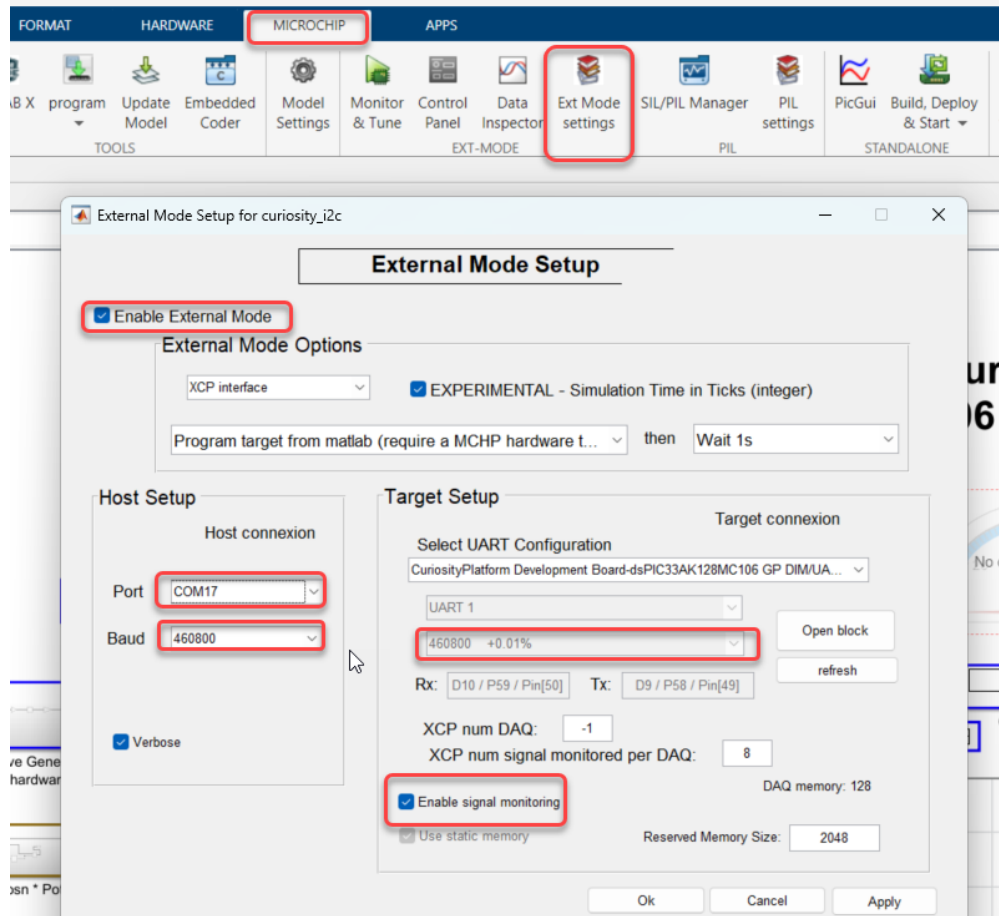 FORMAT HARDWARE MICROCHIP APPS
AB X program Update Model Embedded Coder Model Settings Monitor & Tune Control Panel Data Inspector Ext Mode settings SIL/PIL Manager PIL settings PicGui Build, Deploy & Start
TOOLS EXT-MODE PIL STANDALONE
External Mode Setup for curiosity_i2c
External Mode Setup
Enable External Mode
External Mode Options
XCP interface EXPERIMENTAL - Simulation Time in Ticks (integer)
Program target from matlab (require a MCHP hardware t... then Wait 1s
Host Setup
Host connexion
Port COM17
Baud 460800
Verbose
Target Setup
Target connexion
Select UART Configuration
CuriosityPlatform Development Board-dsPIC33AK128MC106 GP DIM/UA...
UART 1
460800 +0.01%
Open block
refresh
Rx: D10 / P59 / Pin[50] Tx: D9 / P58 / Pin[49]
XCP num DAQ: -1
XCP num signal monitored per DAQ: 8
DAQ memory: 128
Enable signal monitoring
Use static memory Reserved Memory Size: 2048
Ok Cancel Apply
ur
06
No
ve Gene
hardwar
osn * Po